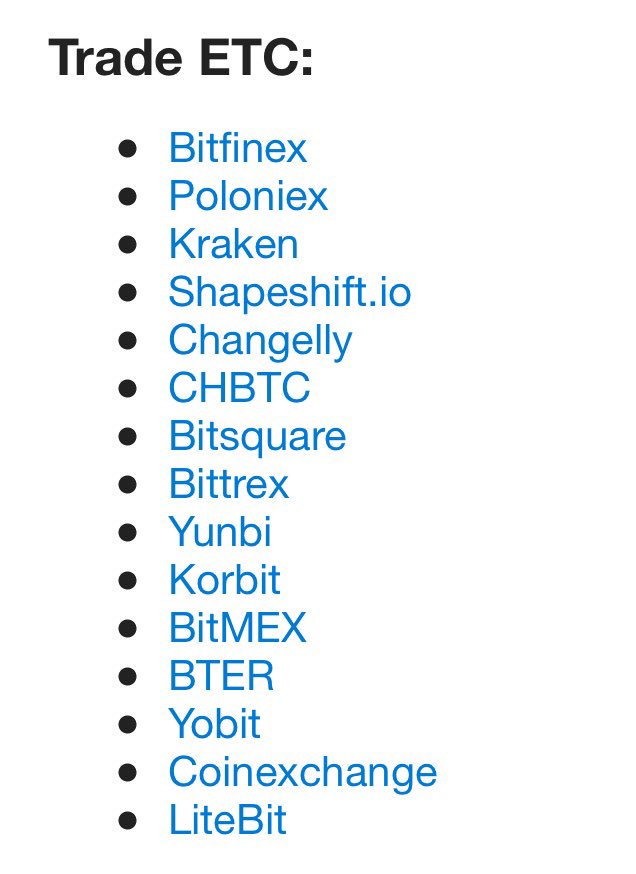 Trade ETC:
• Bitfinex
• Poloniex
• Kraken
• Shapeshift.io
• Changelly
• CHBTC
• Bitsquare
• Bittrex
• Yunbi
• Korbit
• BitMEX
• BTER
• Yobit
• Coinexchange
• LiteBit